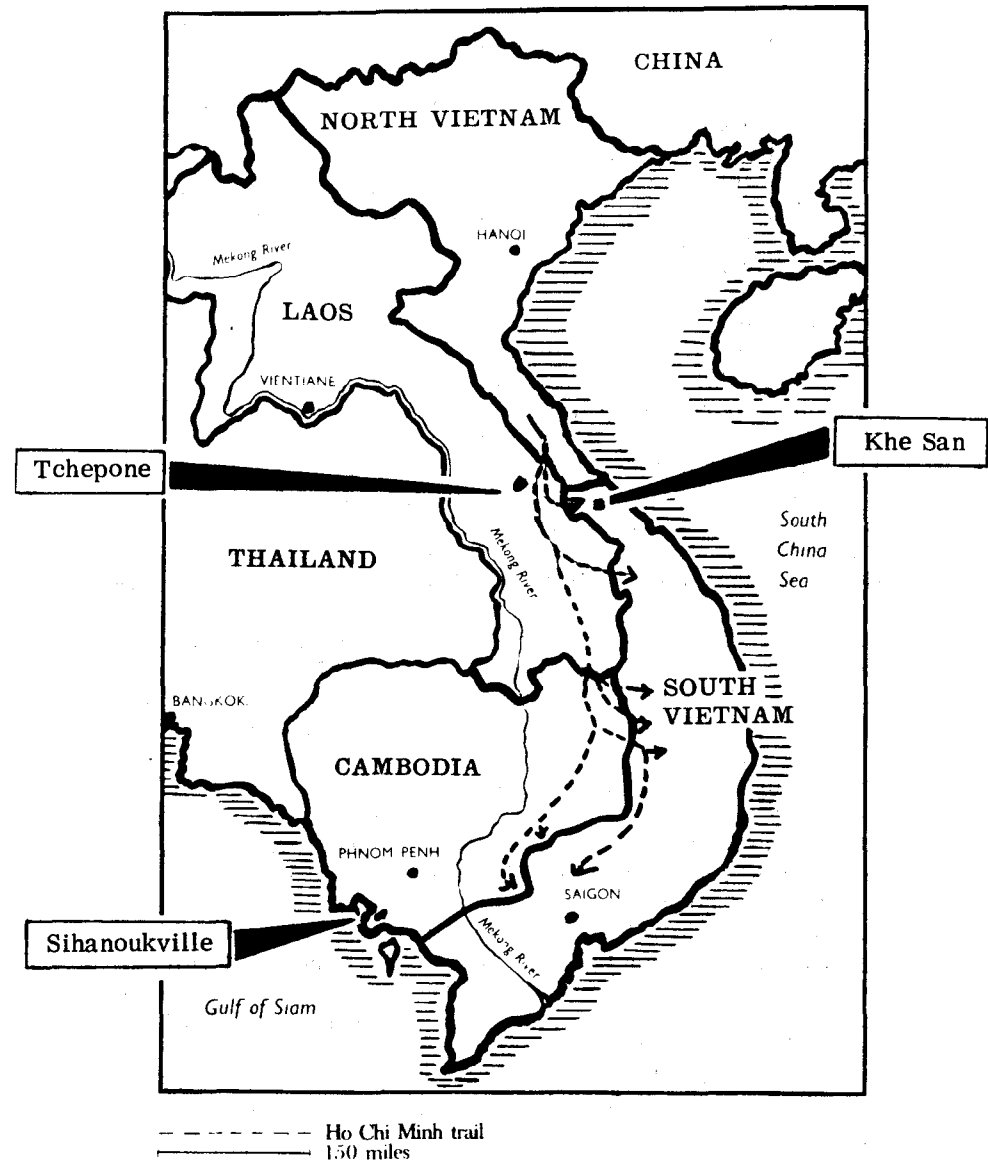 CHINA
NORTH VIETNAM
HANOI
Mekong River
LAOS
VIENTIANE
Khe San
Tchepone
South
China
Sea
Mekong River
THAILAND
SOUTH
VIETNAM
BANGKOK
CAMBODIA
PHNOM PENH
SAIGON
Sihanoukville
Mekong River
Gulf of Siam
Ho Chi Minh trail
150 miles